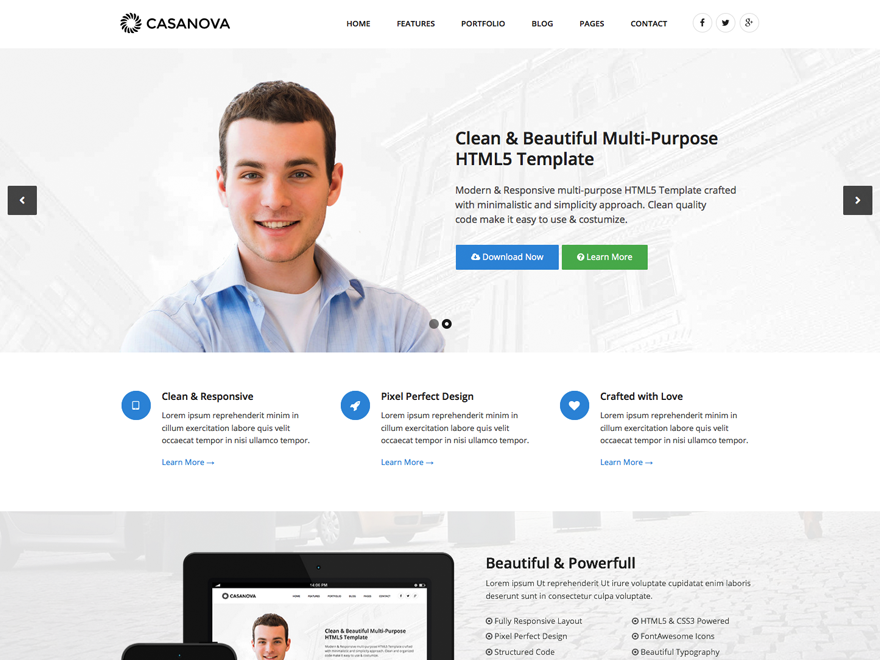 CASANOVA
HOME FEATURES PORTFOLIO BLOG PAGES CONTACT
Clean & Beautiful Multi-Purpose
HTML5 Template
Modern & Responsive multi-purpose HTML5 Template crafted
with minimalistic and simplicity approach. Clean quality
code make it easy to use & costumize.
Download Now Learn More
Clean & Responsive
Lorem ipsum reprehenderit minim in
cillum exercitation labore quis velit
occaecat tempor in nisi ullamco tempor.
Learn More →
Pixel Perfect Design
Lorem ipsum reprehenderit minim in
cillum exercitation labore quis velit
occaecat tempor in nisi ullamco tempor.
Learn More →
Crafted with Love
Lorem ipsum reprehenderit minim in
cillum exercitation labore quis velit
occaecat tempor in nisi ullamco tempor.
Learn More →
CASANOVA
Clean & Beautiful Multi-Purpose
HTML5 Template
Beautiful & Powerfull
Lorem ipsum Ut reprehenderit Ut irure voluptate cupidatat enim laboris
deserunt sunt in consectetur culpa voluptate.
Fully Responsive Layout
Pixel Perfect Design
Structured Code
HTML5 & CSS3 Powered
FontAwesome Icons
Beautiful Typography